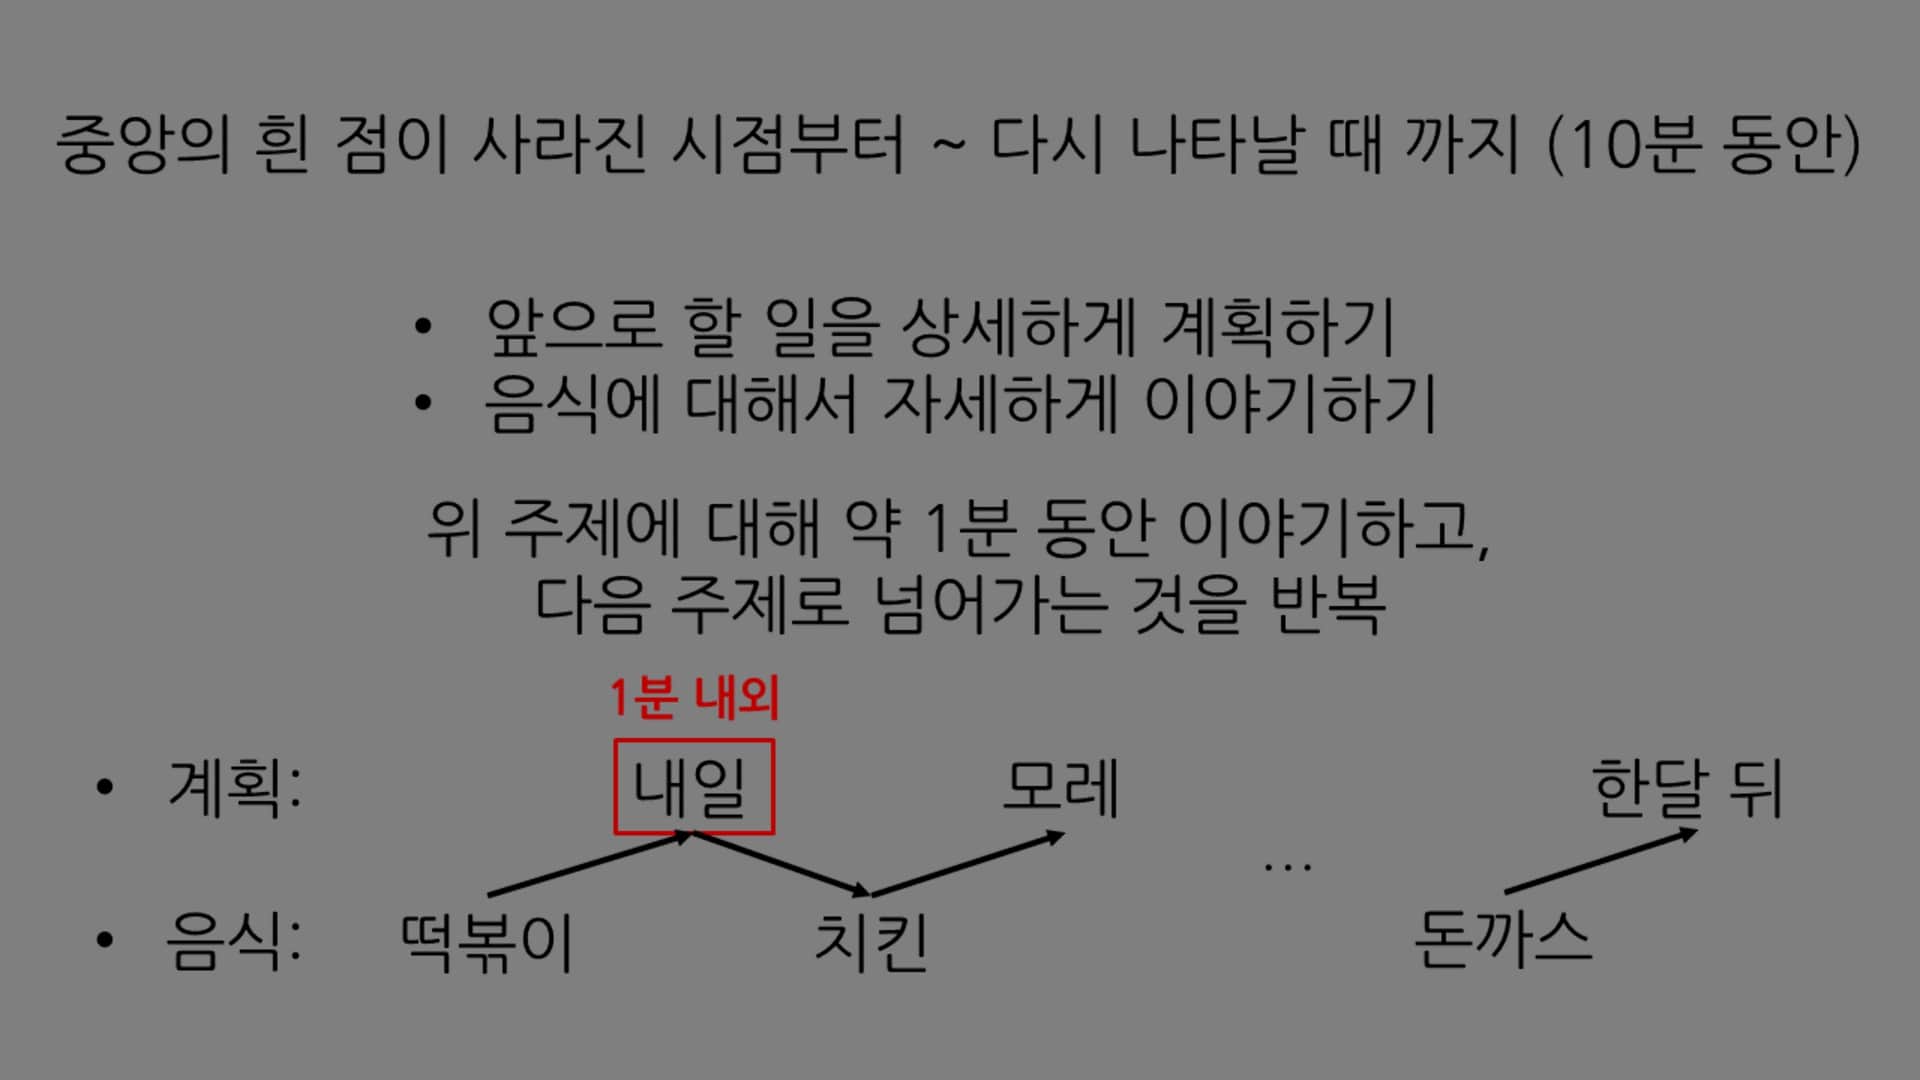 중앙의 흰 점이 사라진 시점부터 ~ 다시 나타날 때 까지 (10분 동안)
• 앞으로 할 일을 상세하게 계획하기
• 음식에 대해서 자세하게 이야기하기
위 주제에 대해 약 1분 동안 이야기하고,
다음 주제로 넘어가는 것을 반복
1분 내외
• 계획: 내일 모레 한달 뒤
...
• 음식: 떡볶이 치킨 돈까스